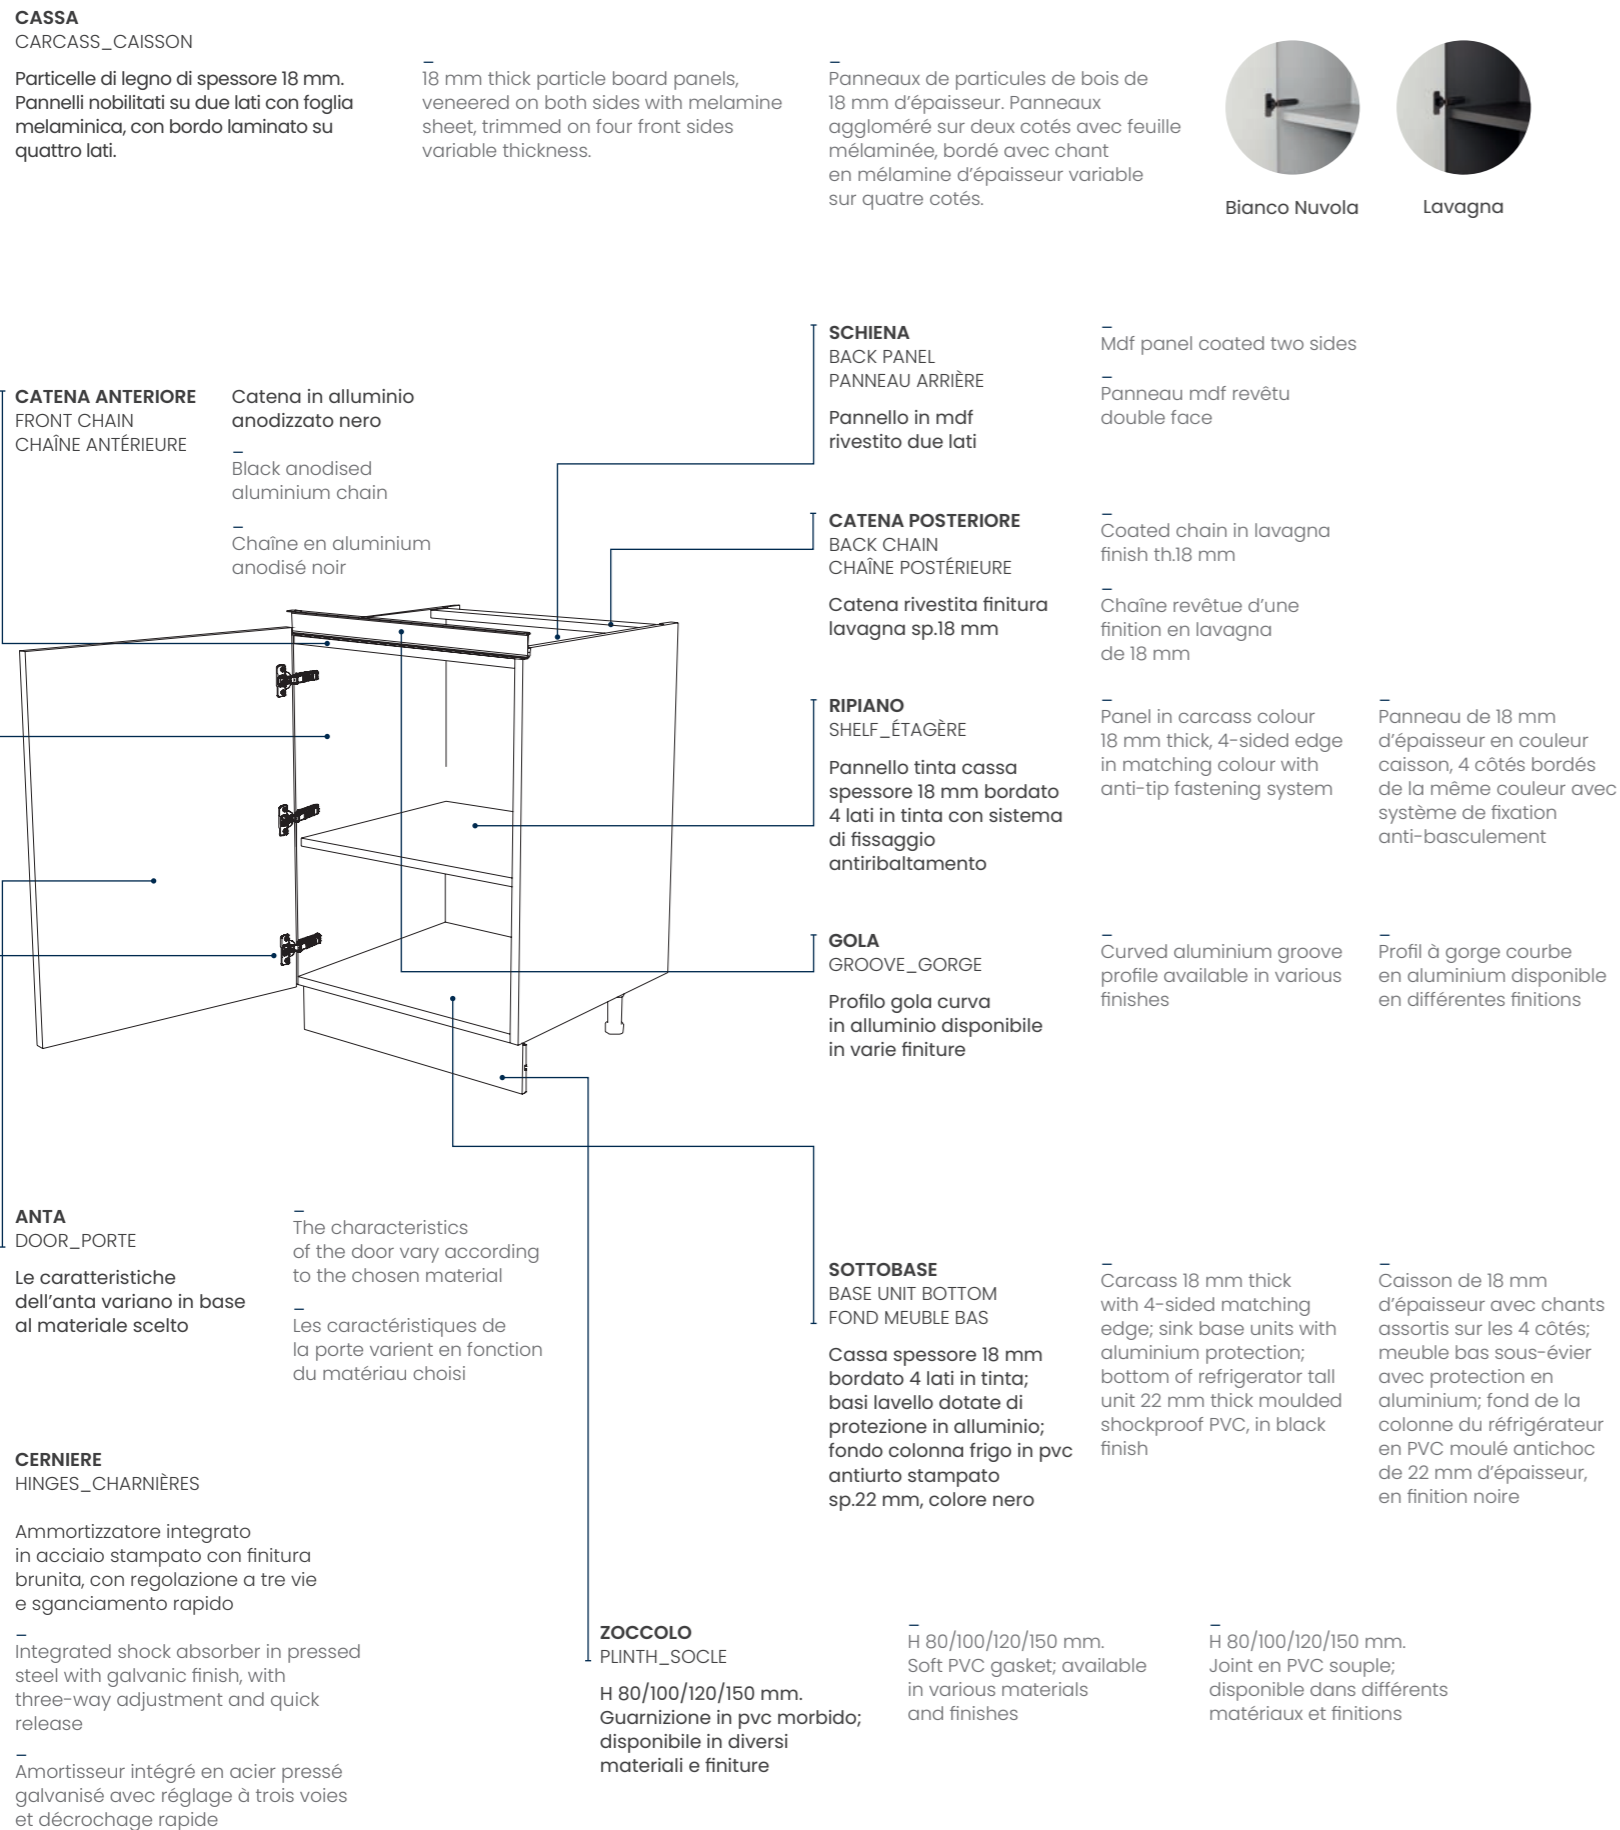 CASSA
CARCASS_CAISSON
Particelle di legno di spessore 18 mm.
Pannelli nobilitati su due lati con foglia
melaminica, con bordo laminato su
quattro lati.
–
18 mm thick particle board panels,
veneered on both sides with melamine
sheet, trimmed on four front sides
variable thickness.
–
Panneaux de particules de bois de
18 mm d’épaisseur. Panneaux
aggloméré sur deux cotés avec feuille
mélaminée, bordé avec chant
en mélamine d’épaisseur variable
sur quatre cotés.
Bianco Nuvola
Lavagna
CATENA ANTERIORE
FRONT CHAIN
CHAÎNE ANTÉRIEURE
Catena in alluminio
anodizzato nero
–
Black anodised
aluminium chain
–
Chaîne en aluminium
anodisé noir
SCHIENA
BACK PANEL
PANNEAU ARRIÈRE
Pannello in mdf
rivestito due lati
–
Mdf panel coated two sides
–
Panneau mdf revêtu
double face
CATENA POSTERIORE
BACK CHAIN
CHAÎNE POSTÉRIEURE
Catena rivestita finitura
lavagna sp.18 mm
–
Coated chain in lavagna
finish th.18 mm
–
Chaîne revêtue d’une
finition en lavagna
de 18 mm
RIPIANO
SHELF_ÉTAGÈRE
Pannello tinta cassa
spessore 18 mm bordato
4 lati in tinta con sistema
di fissaggio
antiribaltamento
–
Panel in carcass colour
18 mm thick, 4-sided edge
in matching colour with
anti-tip fastening system
–
Panneau de 18 mm
d’épaisseur en couleur
caisson, 4 côtés bordés
de la même couleur avec
système de fixation
anti-basculement
GOLA
GROOVE_GORGE
Profilo gola curva
in alluminio disponibile
in varie finiture
–
Curved aluminium groove
profile available in various
finishes
–
Profil à gorge courbe
en aluminium disponible
en différentes finitions
ANTA
DOOR_PORTE
Le caratteristiche
dell’anta variano in base
al materiale scelto
–
The characteristics
of the door vary according
to the chosen material
–
Les caractéristiques de
la porte varient en fonction
du matériau choisi
SOTTOBASE
BASE UNIT BOTTOM
FOND MEUBLE BAS
Cassa spessore 18 mm
bordato 4 lati in tinta;
basi lavello dotate di
protezione in alluminio;
fondo colonna frigo in pvc
antiurto stampato
sp.22 mm, colore nero
–
Carcass 18 mm thick
with 4-sided matching
edge; sink base units with
aluminium protection;
bottom of refrigerator tall
unit 22 mm thick moulded
shockproof PVC, in black
finish
–
Caisson de 18 mm
d’épaisseur avec chants
assortis sur les 4 côtés;
meuble bas sous-évier
avec protection en
aluminium; fond de la
colonne du réfrigérateur
en PVC moulé antichoc
de 22 mm d’épaisseur,
en finition noire
CERNIERE
HINGES_CHARNIÈRES
Ammortizzatore integrato
in acciaio stampato con finitura
brunita, con regolazione a tre vie
e sganciamento rapido
–
Integrated shock absorber in pressed
steel with galvanic finish, with
three-way adjustment and quick
release
–
Amortisseur intégré en acier pressé
galvanisé avec réglage à trois voies
et décrochage rapide
ZOCCOLO
PLINTH_SOCLE
H 80/100/120/150 mm.
Guarnizione in pvc morbido;
disponibile in diversi
materiali e finiture
–
H 80/100/120/150 mm.
Soft PVC gasket; available
in various materials
and finishes
–
H 80/100/120/150 mm.
Joint en PVC souple;
disponible dans différents
matériaux et finitions